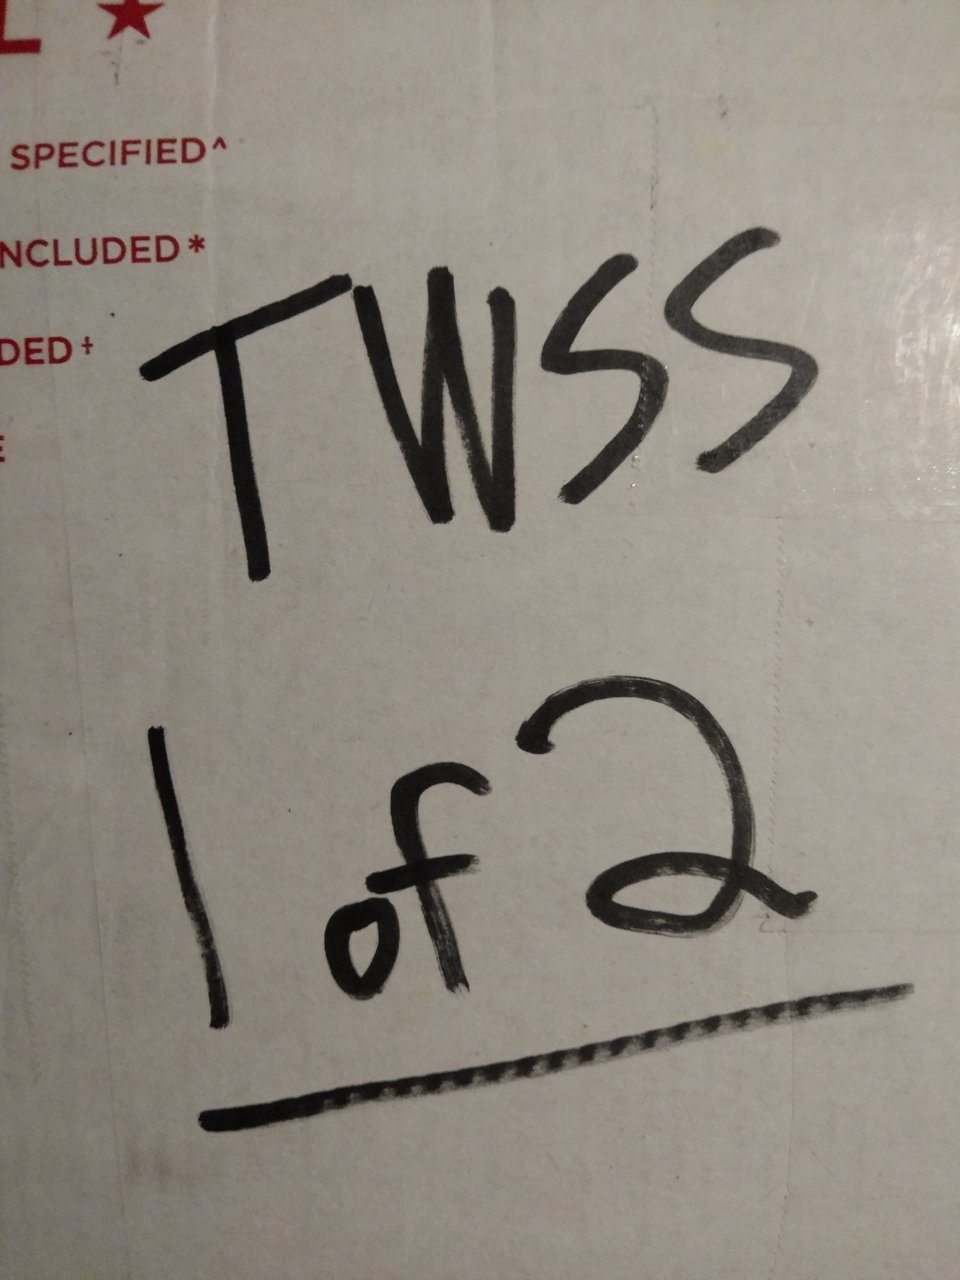 ★
SPECIFIED^
NCLUDED*
DED†
E
TWSS
1 of 2